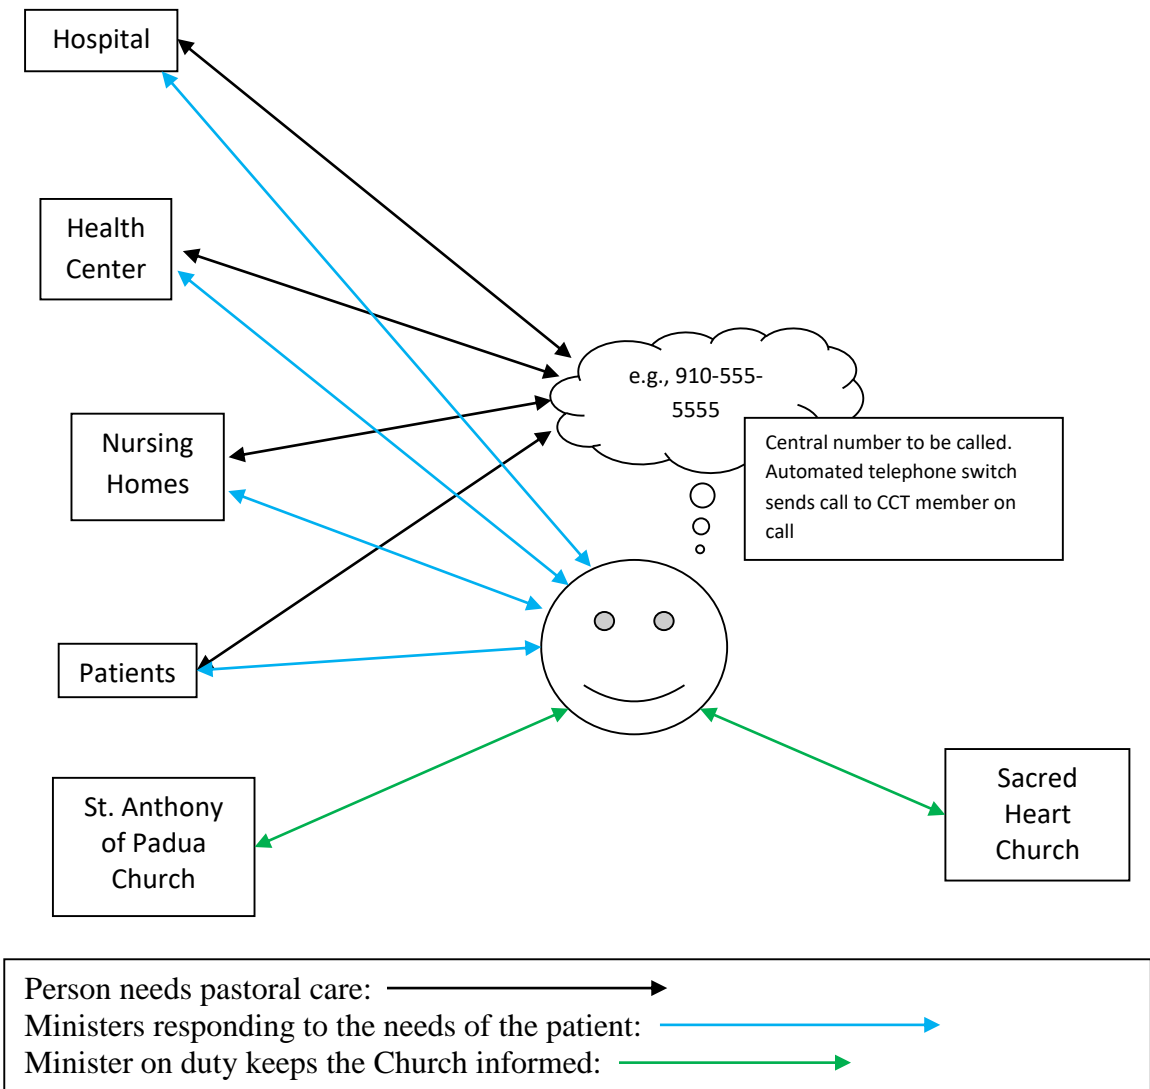 Hospital
Health
Center
e.g., 910-555-
5555
Nursing
Homes
Central number to be called.
Automated telephone switch
sends call to CCT member on
call
Patients
St. Anthony
of Padua
Church
Sacred
Heart
Church
Person needs pastoral care:
Ministers responding to the needs of the patient:
Minister on duty keeps the Church informed: